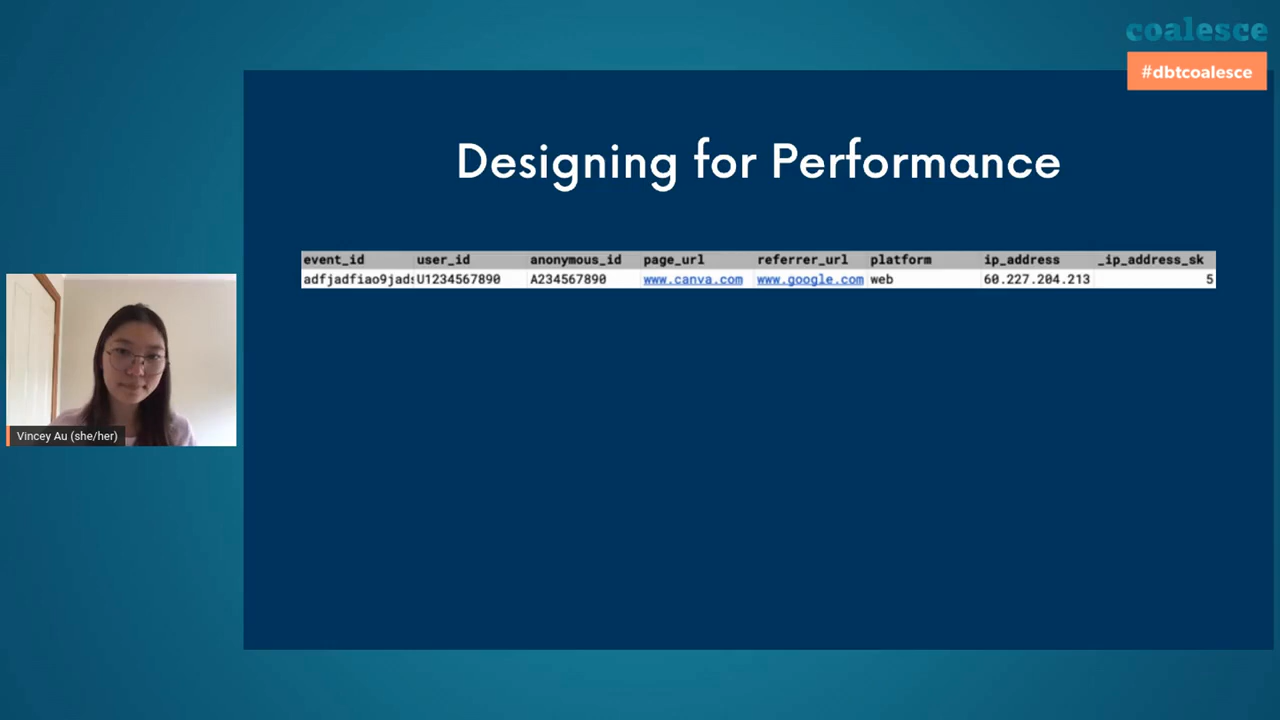 coalesce
#dbtcoalesce
Designing for Performance
event_id user_id anonymous_id page_url referrer_url platform ip_address _ip_address_sk
adfjadfiao9jads U1234567890 A234567890 www.canva.com www.google.com web 60.227.204.213 5
Vincey Au (she/her)